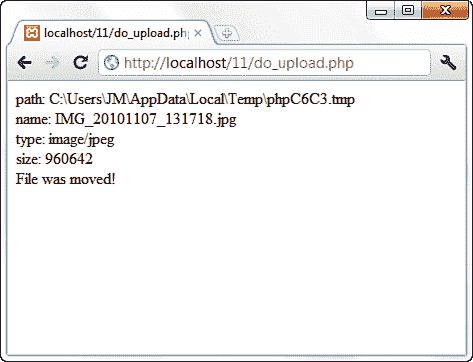 localhost/11/do_upload.ph
http://localhost/11/do_upload.php
path: C:\Users\JM\AppData\Local\Temp\phpC6C3.tmp
name: IMG_20101107_131718.jpg
type: image/jpeg
size: 960642
File was moved!